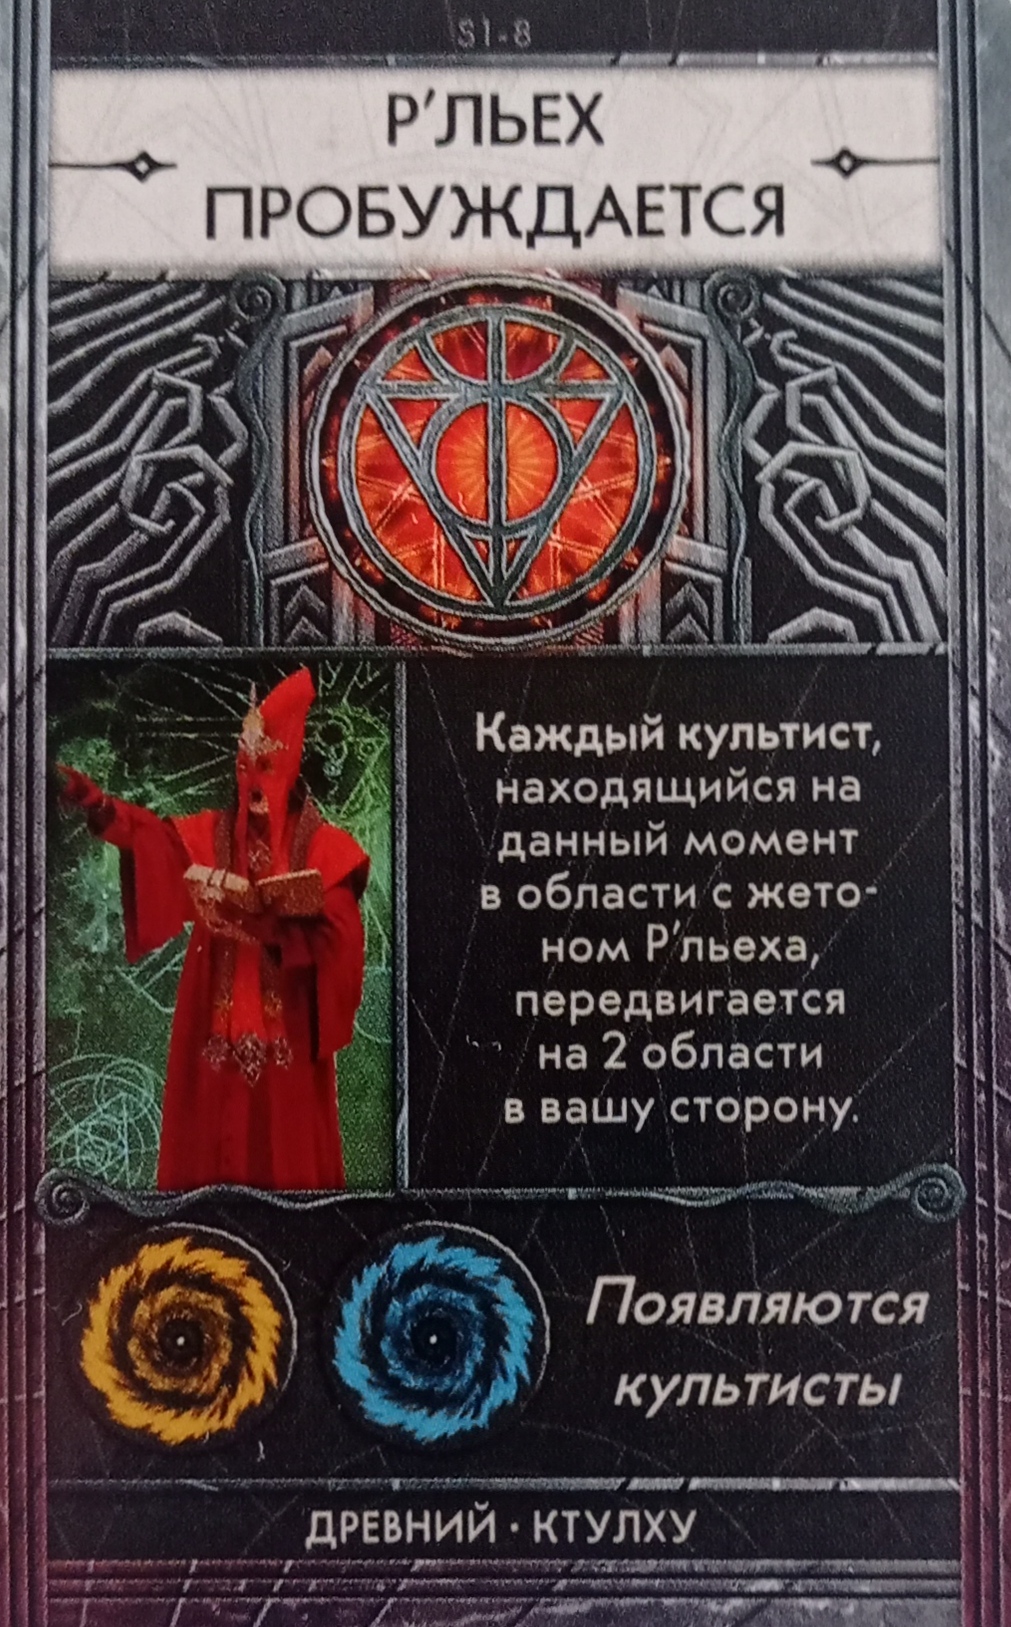 S1-8
Р'ЛЬЕХ
ПРОБУЖДАЕТСЯ
Каждый культист,
находящийся на
данный момент
в области с жето-
ном Р'льеха,
передвигается
на 2 области
в вашу сторону.
Появляются
культисты
ДРЕВНИЙ · КТУЛХУ